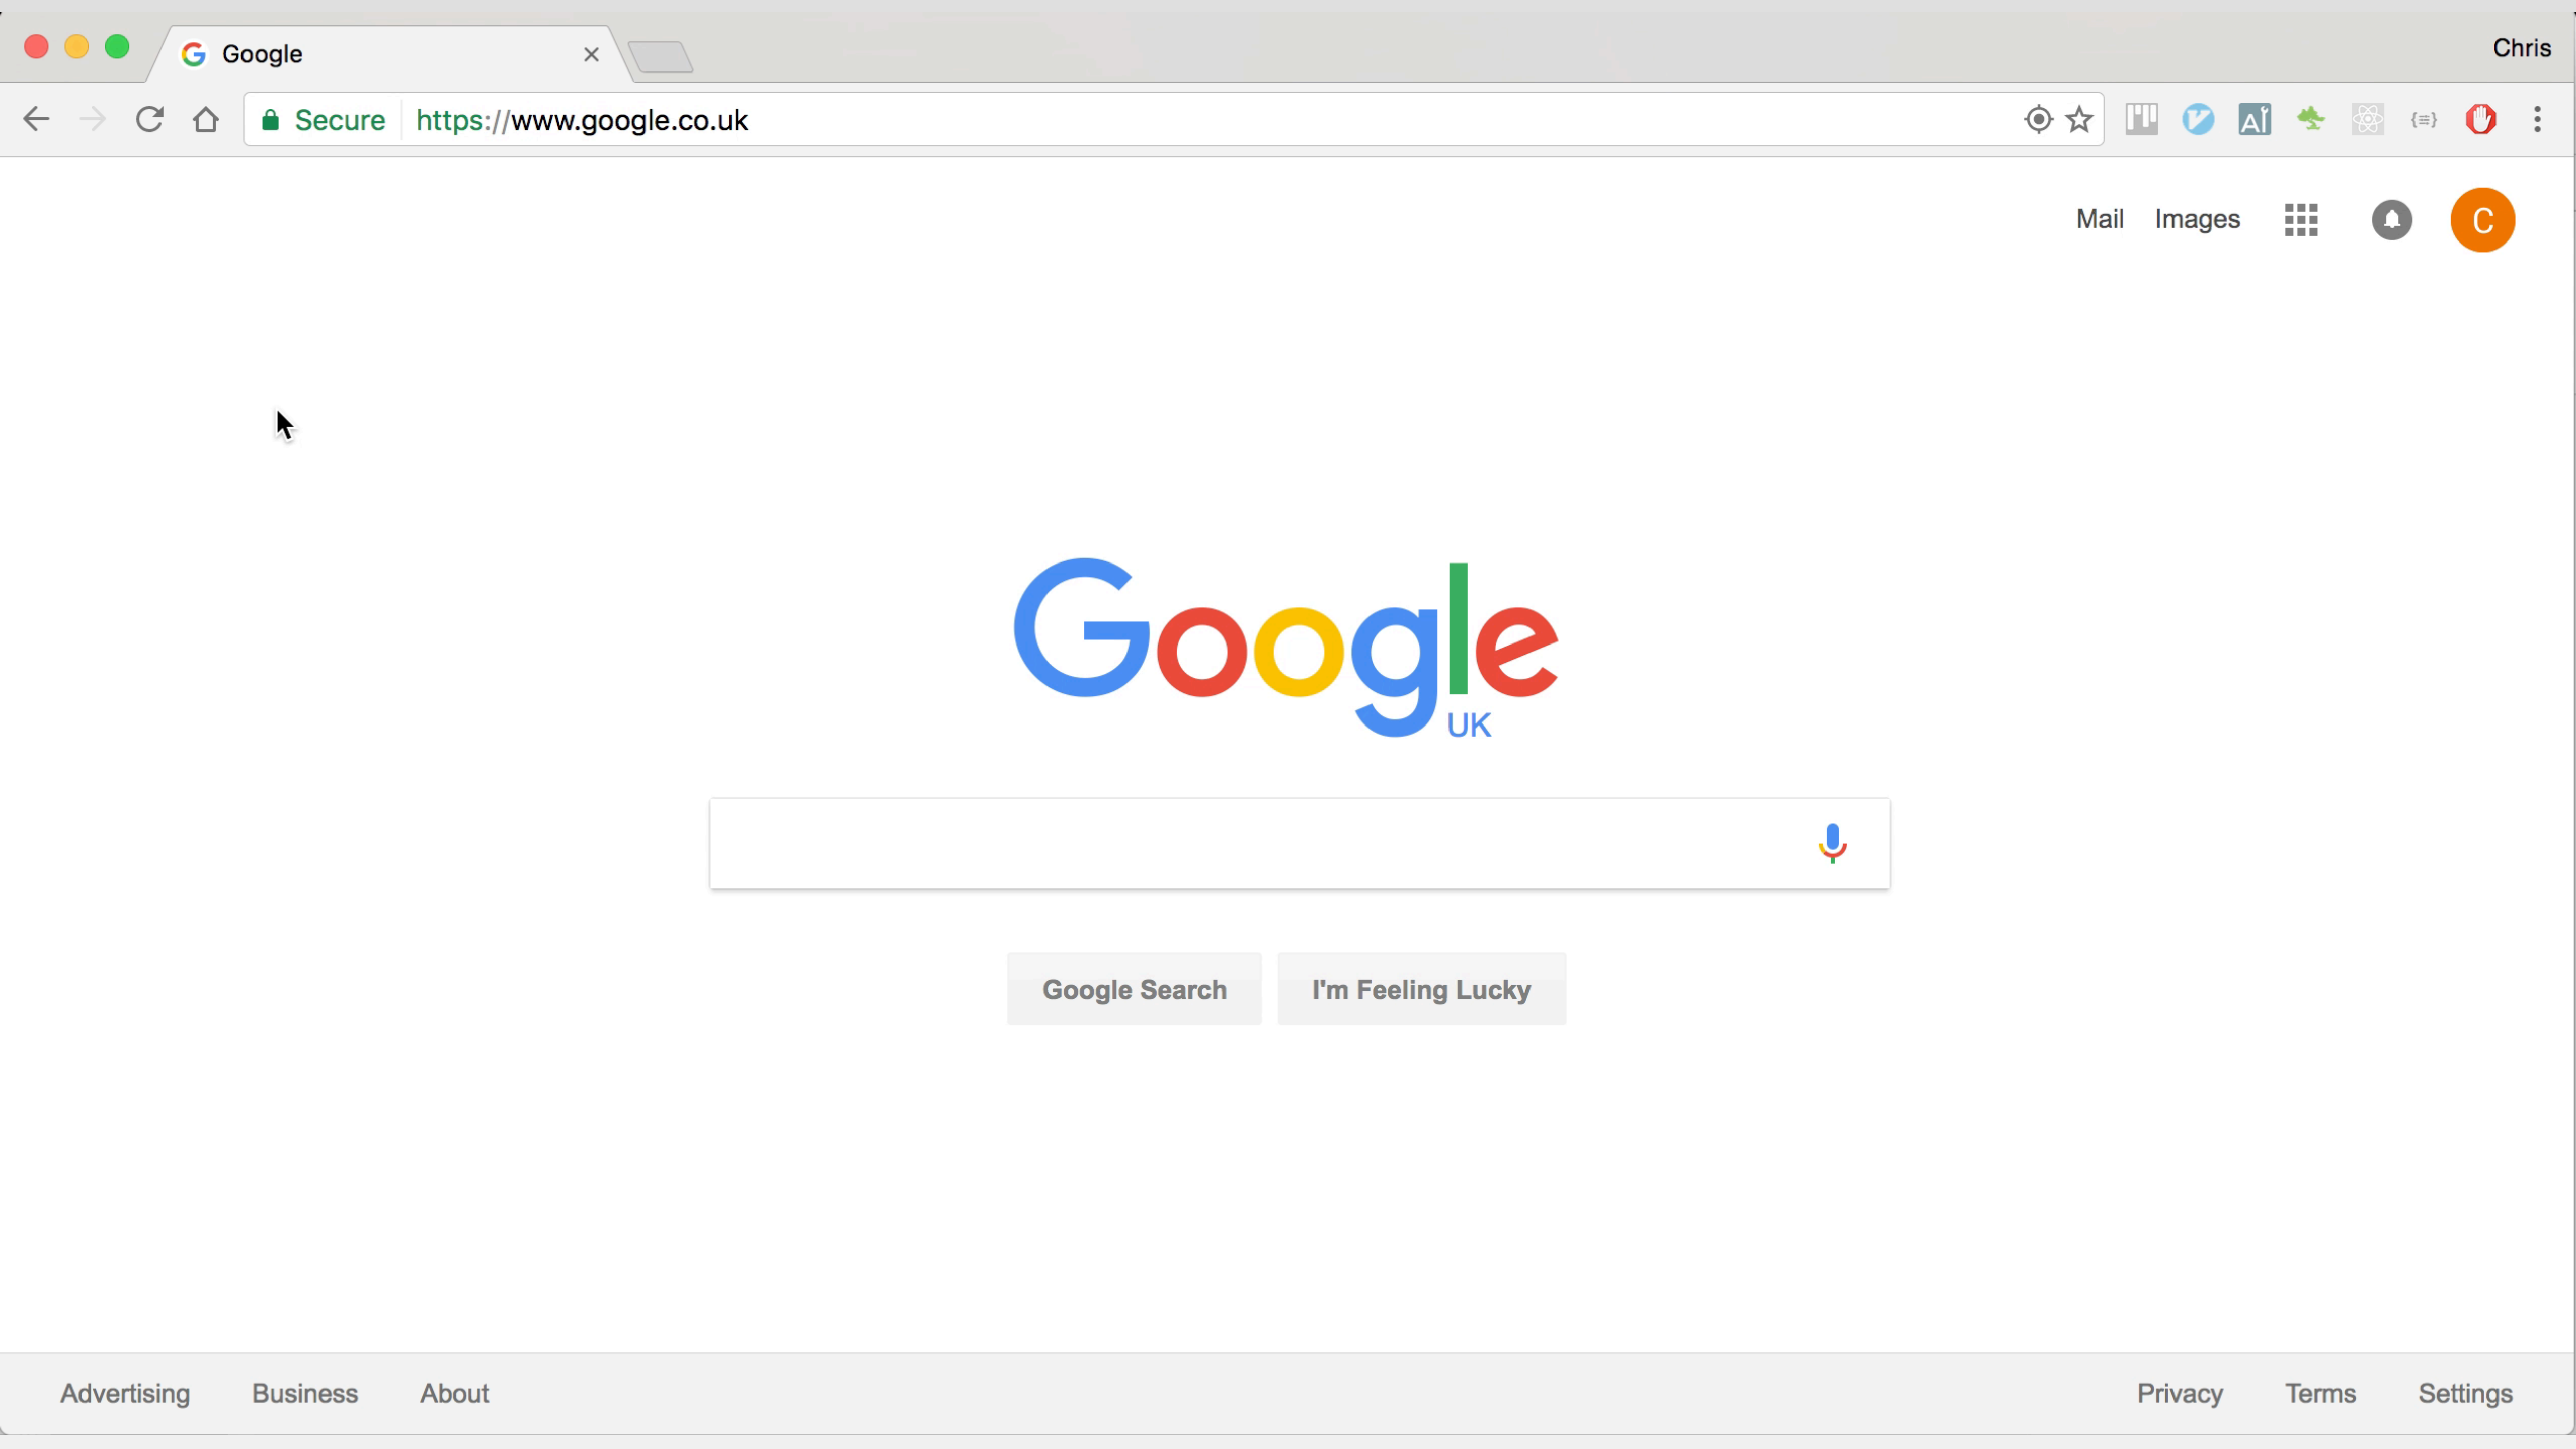 Google
Chris
Secure https://www.google.co.uk
Mail Images
C
Google
UK
Google Search I'm Feeling Lucky
Advertising Business About Privacy Terms Settings